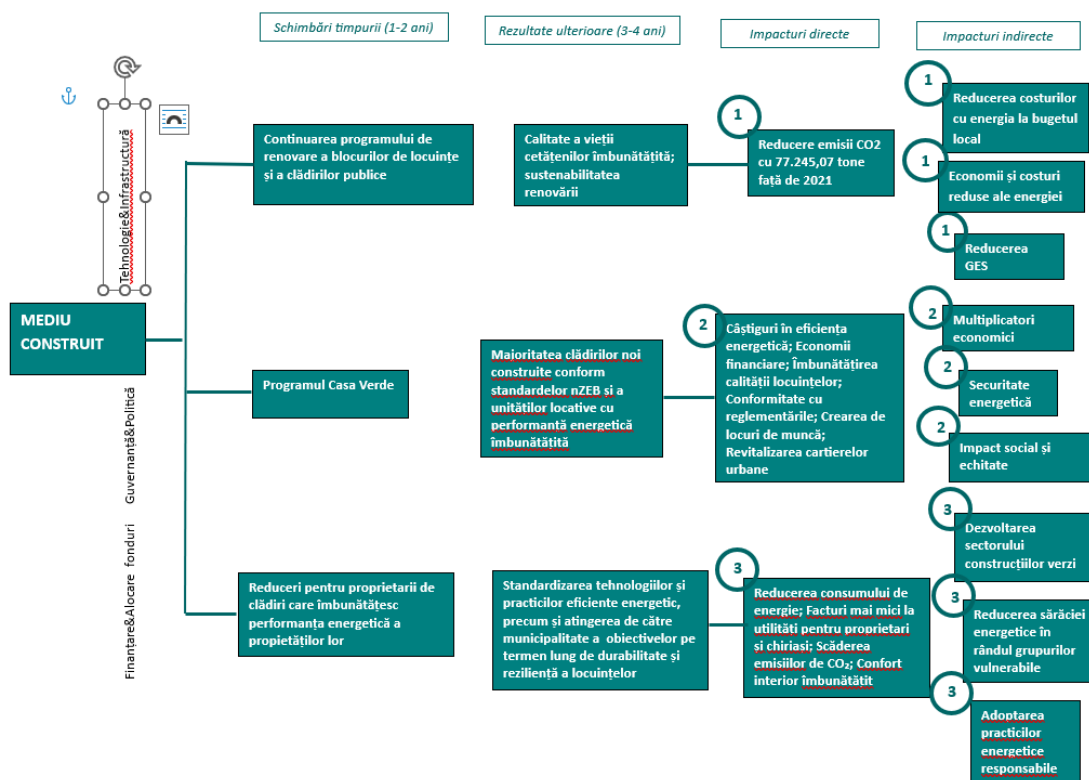 Schimbări timpurii (1-2 ani)
Rezultate ulterioare (3-4 ani)
Impacturi directe
Impacturi indirecte
Tehnologie&Infrastructură
Guvernanță&Politică
Finanțare&Alocare fonduri
MEDIU
CONSTRUIT
Continuarea programului de
renovare a blocurilor de locuințe
și a clădirilor publice
Calitate a vieții
cetățenilor îmbunătățită;
sustenabilitatea
renovării
1
Reducere emisii CO2
cu 77.245,07 tone
față de 2021
1
Reducerea costurilor
cu energia la bugetul
local
1
Economii și costuri
reduse ale energiei
1
Reducerea
GES
Programul Casa Verde
Majoritatea clădirilor noi
construite conform
standardelor nZEB și a
unităților locative cu
performanță energetică
îmbunătățită
2
Câștiguri în eficiența
energetică; Economii
financiare; Îmbunătățirea
calității locuințelor;
Conformitate cu
reglementările; Crearea de
locuri de muncă;
Revitalizarea cartierelor
urbane
2
Multiplicatori
economici
2
Securitate
energetică
2
Impact social și
echitate
Reduceri pentru proprietarii de
clădiri care îmbunătățesc
performanța energetică a
propietăților lor
Standardizarea tehnologiilor și
practicilor eficiente energetic,
precum și atingerea de către
municipalitate a obiectivelor pe
termen lung de durabilitate și
reziliență a locuințelor
3
Reducerea consumului de
energie; Facturi mai mici la
utilități pentru proprietari
și chiriași; Scăderea
emisiilor de CO₂; Confort
interior îmbunătățit
3
Dezvoltarea
sectorului
construcțiilor verzi
3
Reducerea sărăciei
energetice în
rândul grupurilor
vulnerabile
3
Adoptarea
practicilor
energetice
responsabile